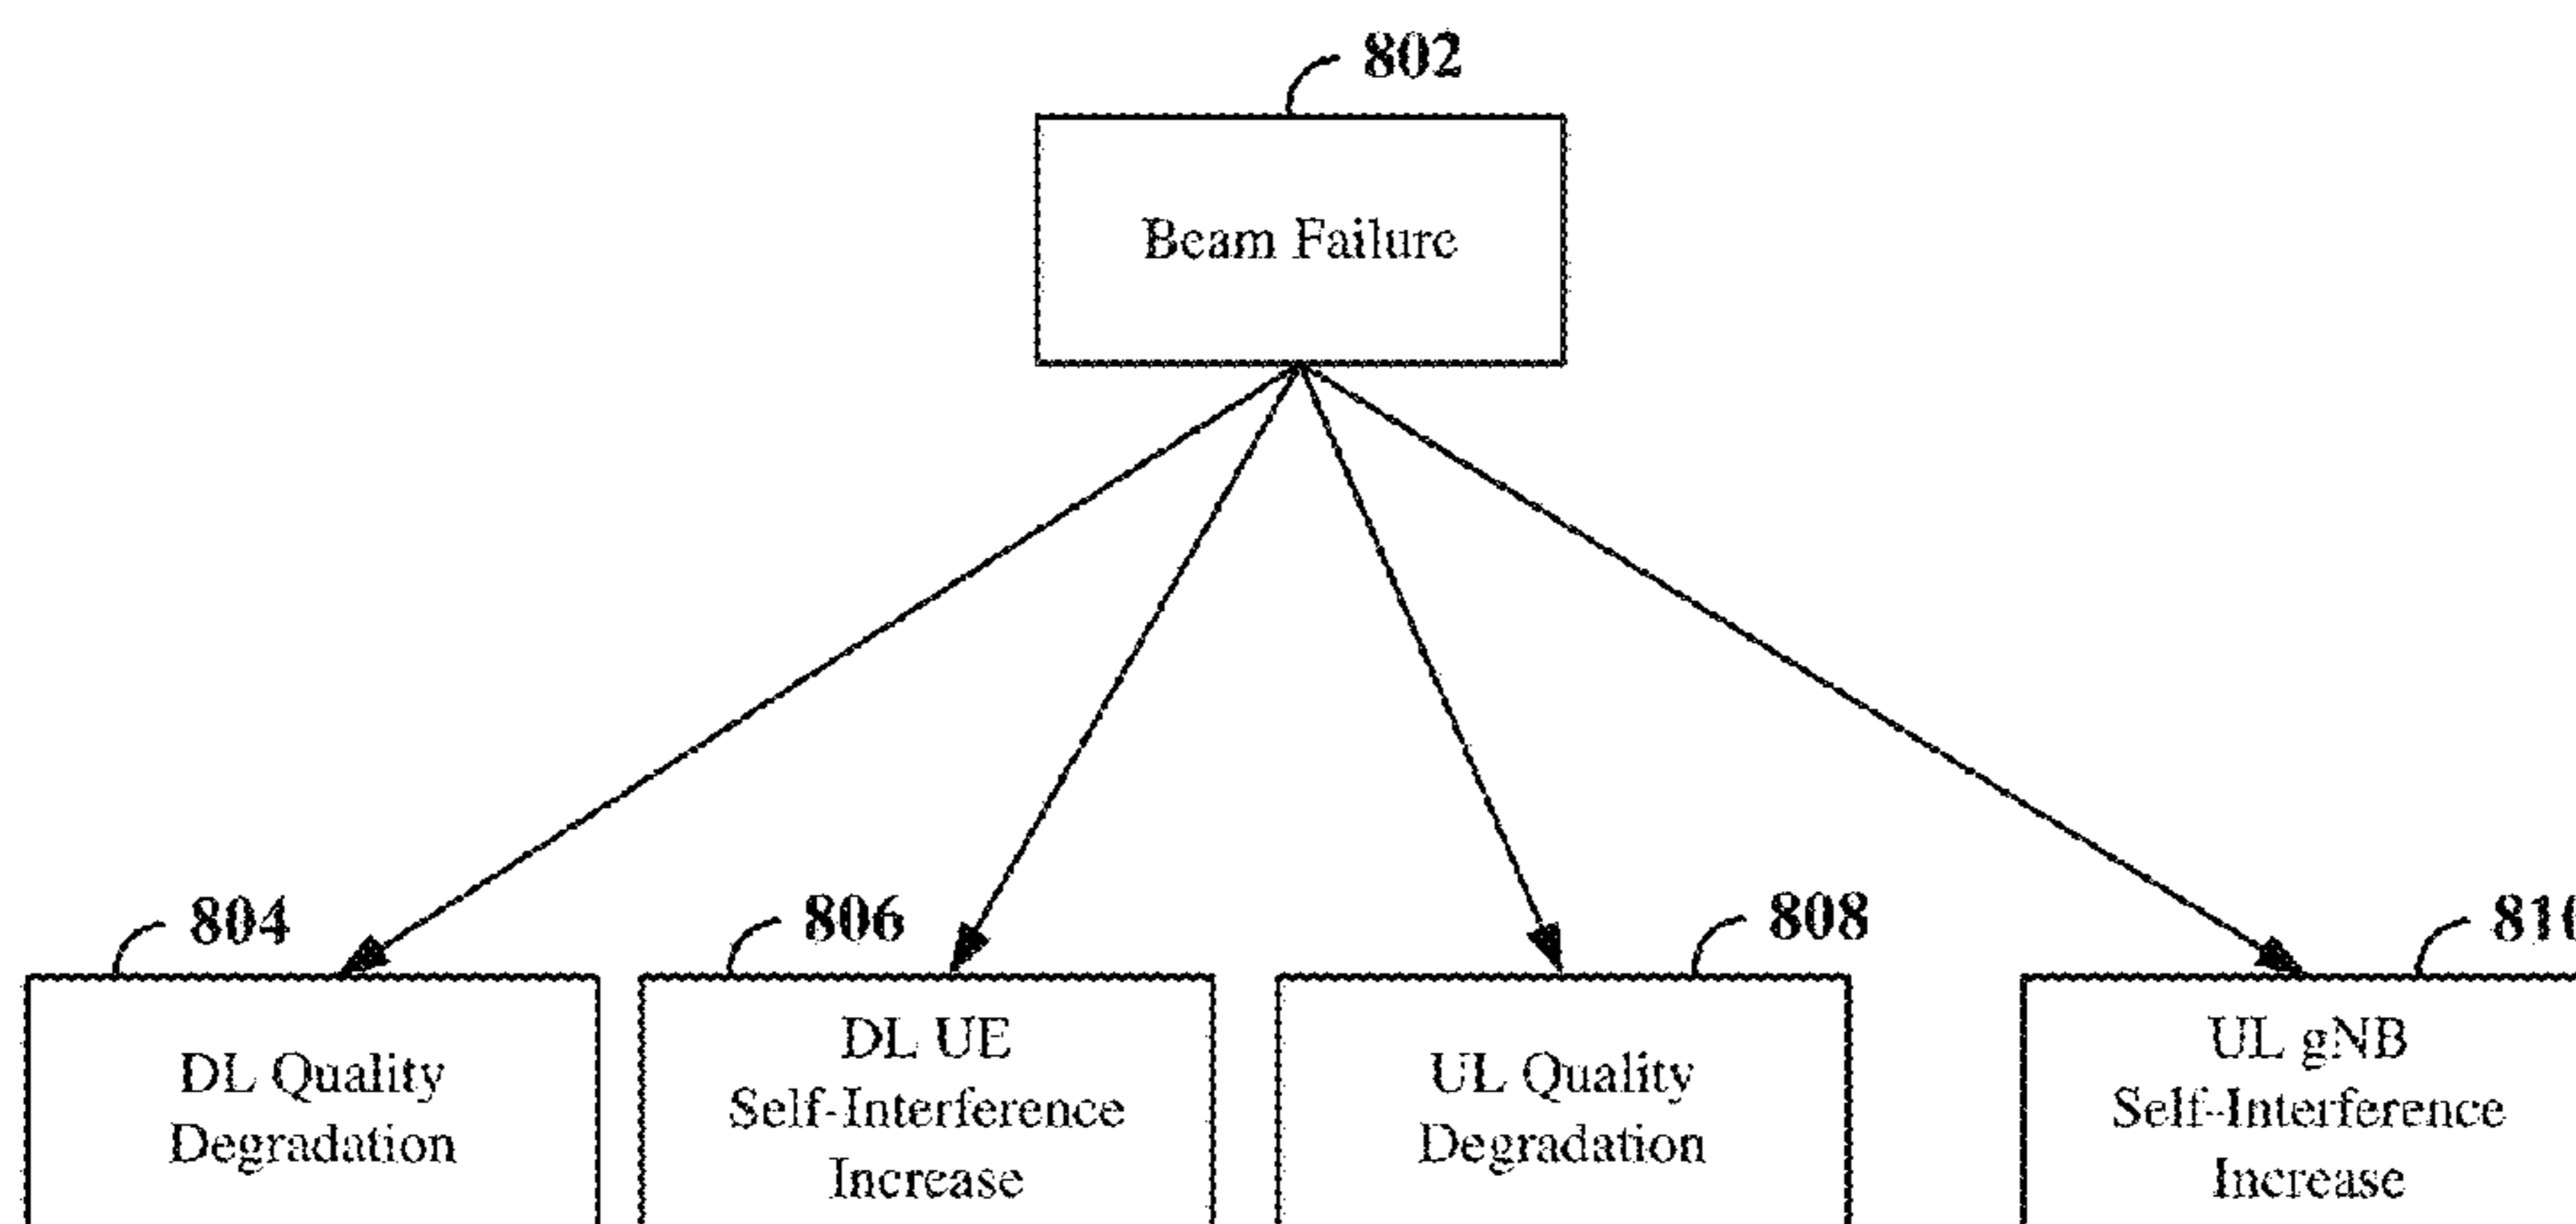 802
Beam Failure
804
806
808
810
DL Quality
Degradation
DL UE
Self-Interference
Increase
UL Quality
Degradation
UL gNB
Self-Interference
Increase